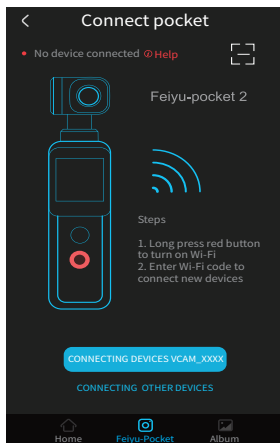 Connect pocket
No device connected Help
Feiyu-pocket 2
Steps
1. Long press red button
to turn on Wi-Fi
2. Enter Wi-Fi code to
connect new devices
CONNECTING DEVICES VCAM_XXXX
CONNECTING OTHER DEVICES
Home Feiyu-Pocket Album